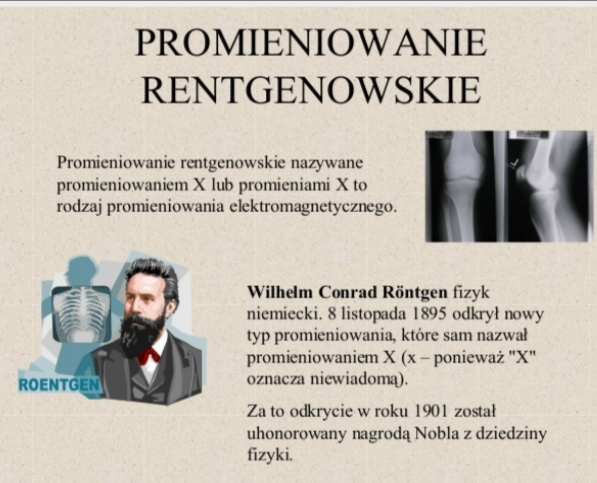 PROMIENIOWANIE
RENTGENOWSKIE
Promieniowanie rentgenowskie nazywane
promieniowaniem X lub promieniami X to
rodzaj promieniowania elektromagnetycznego.
ROENTGEN
Wilhelm Conrad Röntgen fizyk
niemiecki. 8 listopada 1895 odkrył nowy
typ promieniowania, które sam nazwał
promieniowaniem X (x – ponieważ "X"
oznacza niewiadomą).
Za to odkrycie w roku 1901 został
uhonorowany nagrodą Nobla z dziedziny
fizyki.